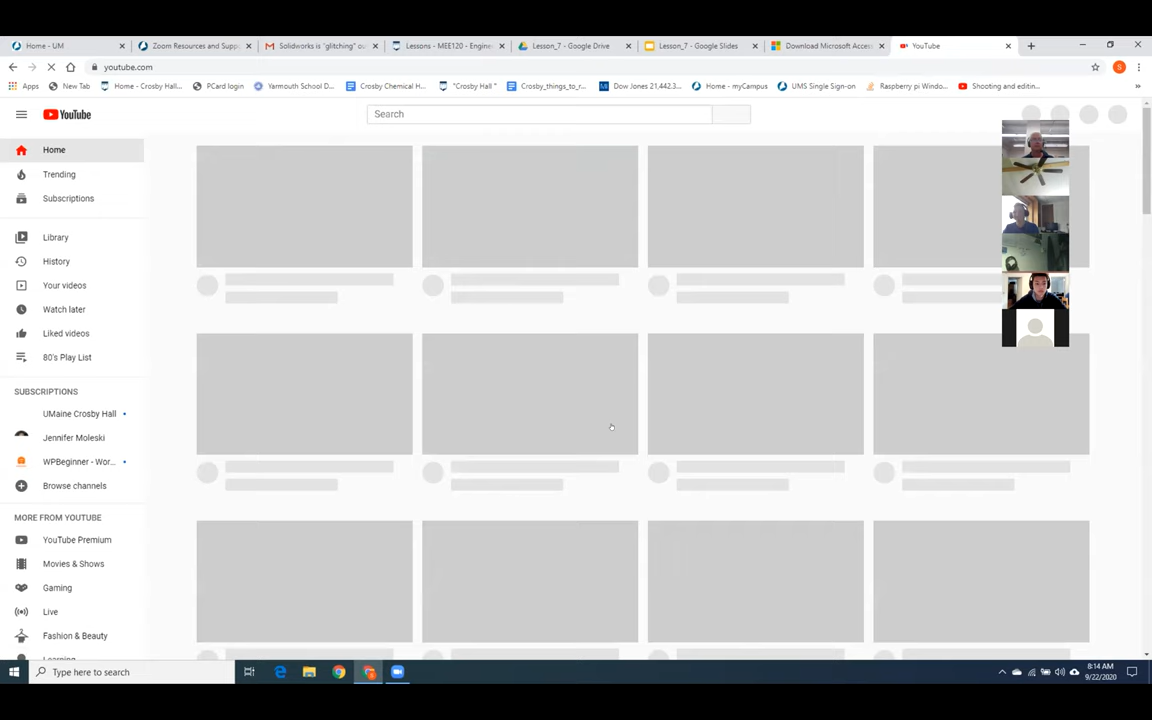 Home - UM
Zoom Resources and Supp
Solidworks is "glitching" ou
Lessons - MEE120 - Engine
Lesson_7 - Google Drive
Lesson_7 - Google Slides
Download Microsoft Access
YouTube
youtube.com
Apps
New Tab
Home - Crosby Hall...
PCard login
Yarmouth School D...
Crosby Chemical H...
"Crosby Hall "
Crosby_things_to_r...
Dow Jones 21,442.3...
Home - myCampus
UMS Single Sign-on
Raspberry pi Windo...
Shooting and editin...
YouTube
Search
Home
Trending
Subscriptions
Library
History
Your videos
Watch later
Liked videos
80's Play List
SUBSCRIPTIONS
UMaine Crosby Hall
Jennifer Moleski
WPBeginner - Wor...
Browse channels
MORE FROM YOUTUBE
YouTube Premium
Movies & Shows
Gaming
Live
Fashion & Beauty
Learning
Type here to search
8:14 AM
9/22/2020